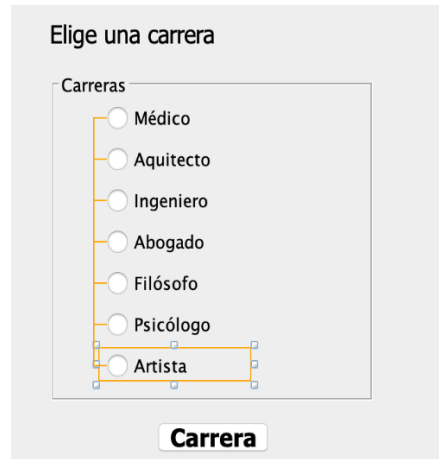 Elige una carrera
Carreras
Médico
Aquitecto
Ingeniero
Abogado
Filósofo
Psicólogo
Artista
Carrera